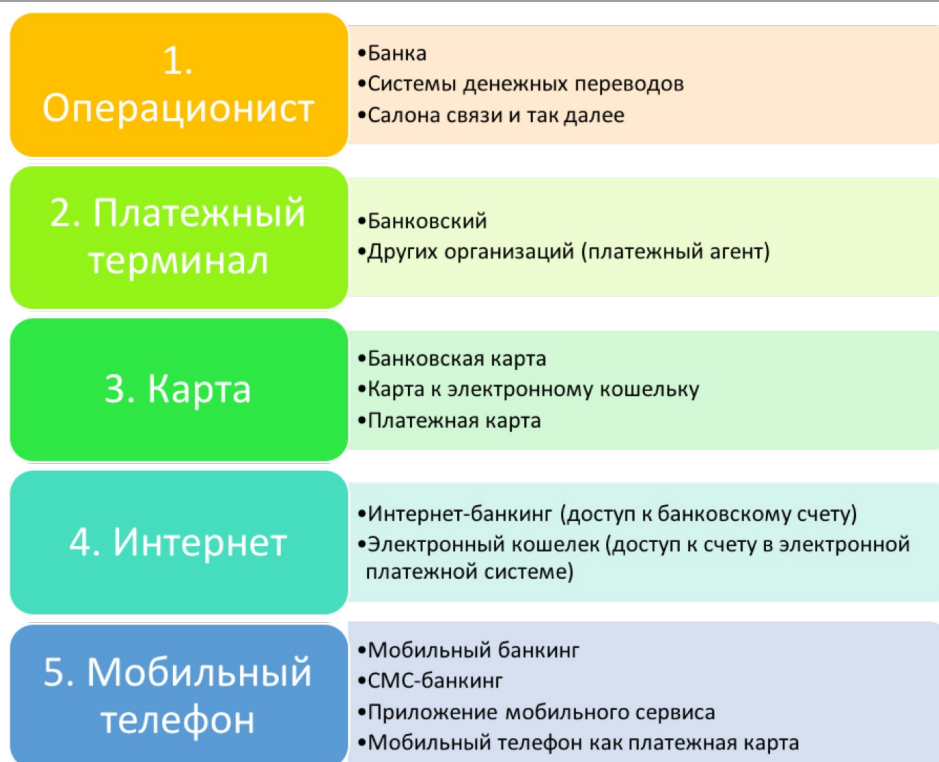 1.
Операционист
•Банка
•Системы денежных переводов
•Салона связи и так далее
2. Платежный
терминал
•Банковский
•Других организаций (платежный агент)
3. Карта
•Банковская карта
•Карта к электронному кошельку
•Платежная карта
4. Интернет
•Интернет-банкинг (доступ к банковскому счету)
•Электронный кошелек (доступ к счету в электронной
платежной системе)
5. Мобильный
телефон
•Мобильный банкинг
•СМС-банкинг
•Приложение мобильного сервиса
•Мобильный телефон как платежная карта